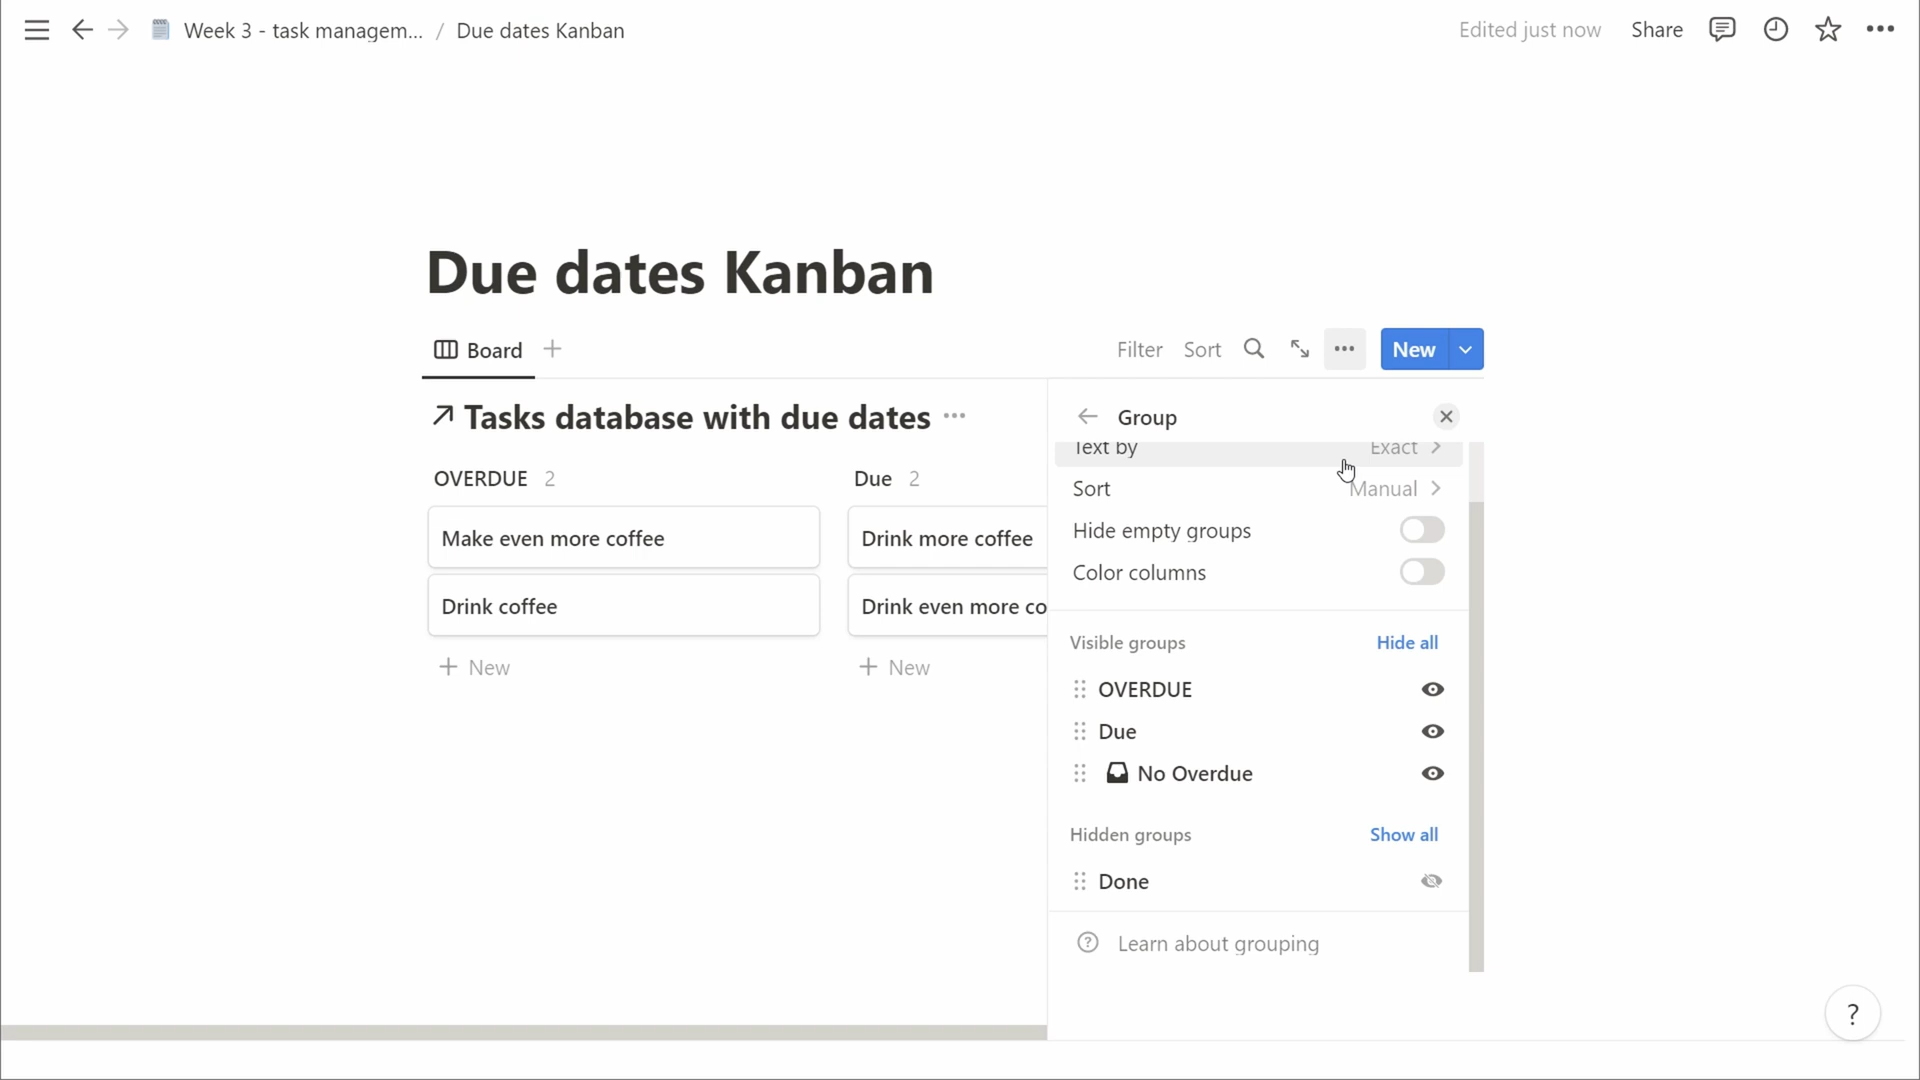 Week 3 - task managem... / Due dates Kanban
Edited just now
Share
Due dates Kanban
Board
Filter
Sort
New
Tasks database with due dates
OVERDUE 2
Make even more coffee
Drink coffee
New
Due 2
Drink more coffee
Drink even more co
New
Group
Text by Exact
Sort Manual
Hide empty groups
Color columns
Visible groups Hide all
OVERDUE
Due
No Overdue
Hidden groups Show all
Done
? Learn about grouping
?